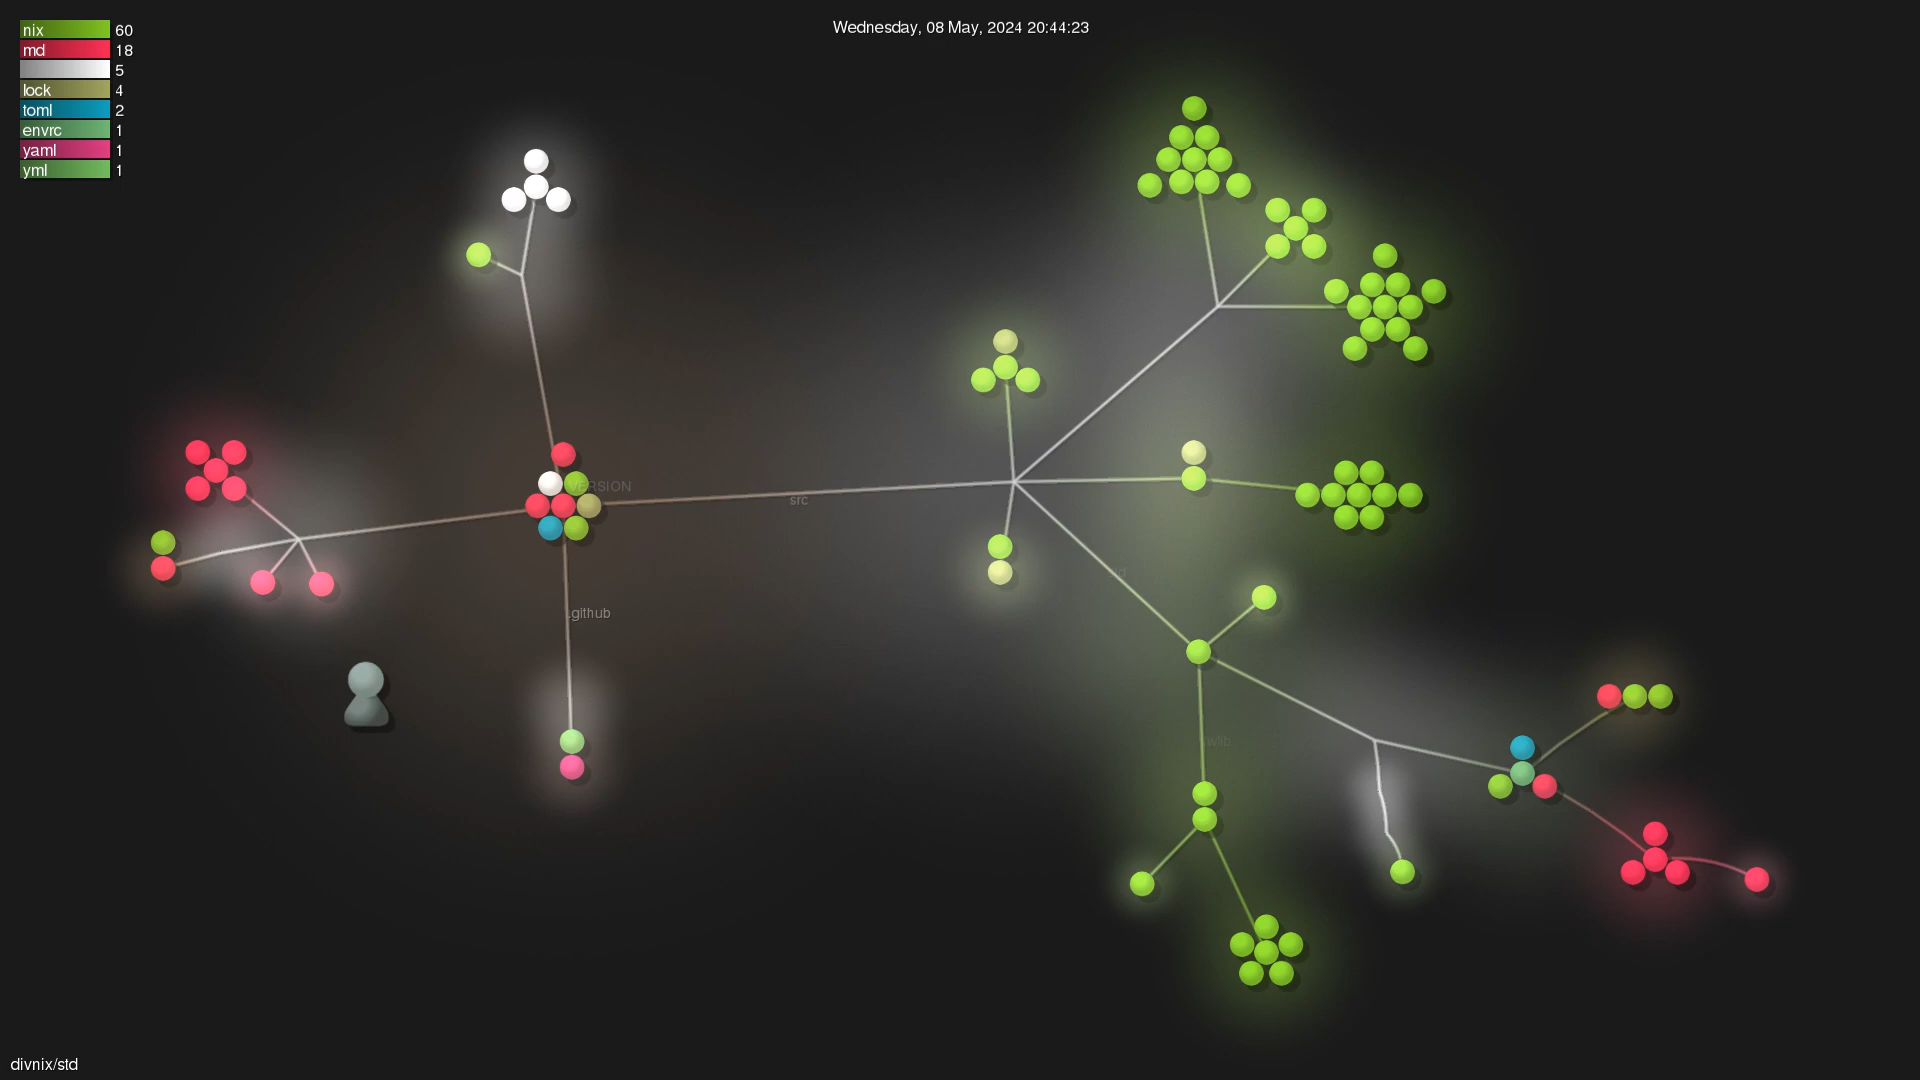 Wednesday, 08 May, 2024 20:44:23
nix 60
md 18
5
lock 4
toml 2
envrc 1
yaml 1
yml 1
VERSION
src
.github
divnix/std